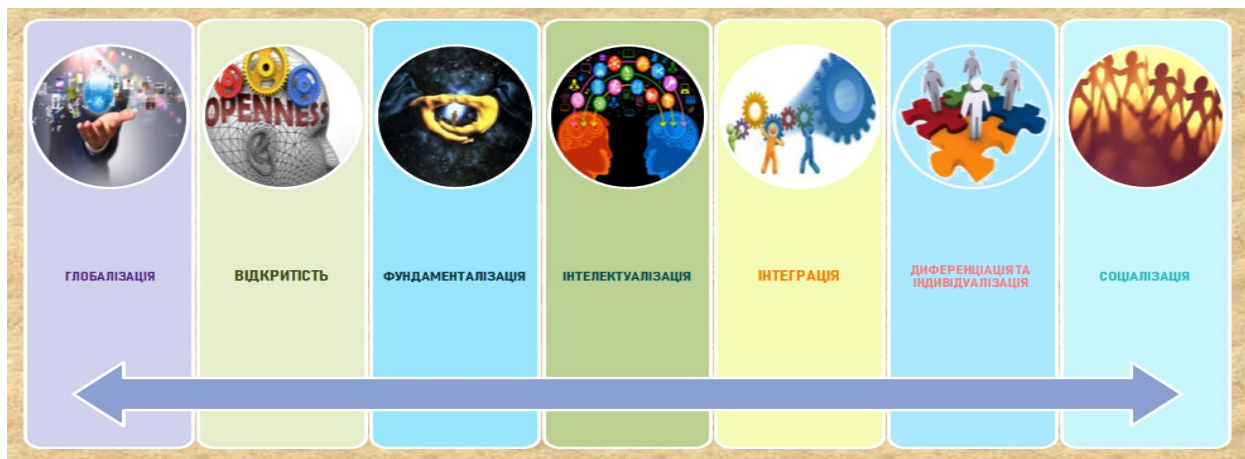 OPENNESS
ГЛОБАЛІЗАЦІЯ
ВІДКРИТІСТЬ
ФУНДАМЕНТАЛІЗАЦІЯ
ІНТЕЛЕКТУАЛІЗАЦІЯ
ІНТЕГРАЦІЯ
ДИФЕРЕНЦІАЦІЯ ТА
ІНДИВІДУАЛІЗАЦІЯ
СОЦІАЛІЗАЦІЯ